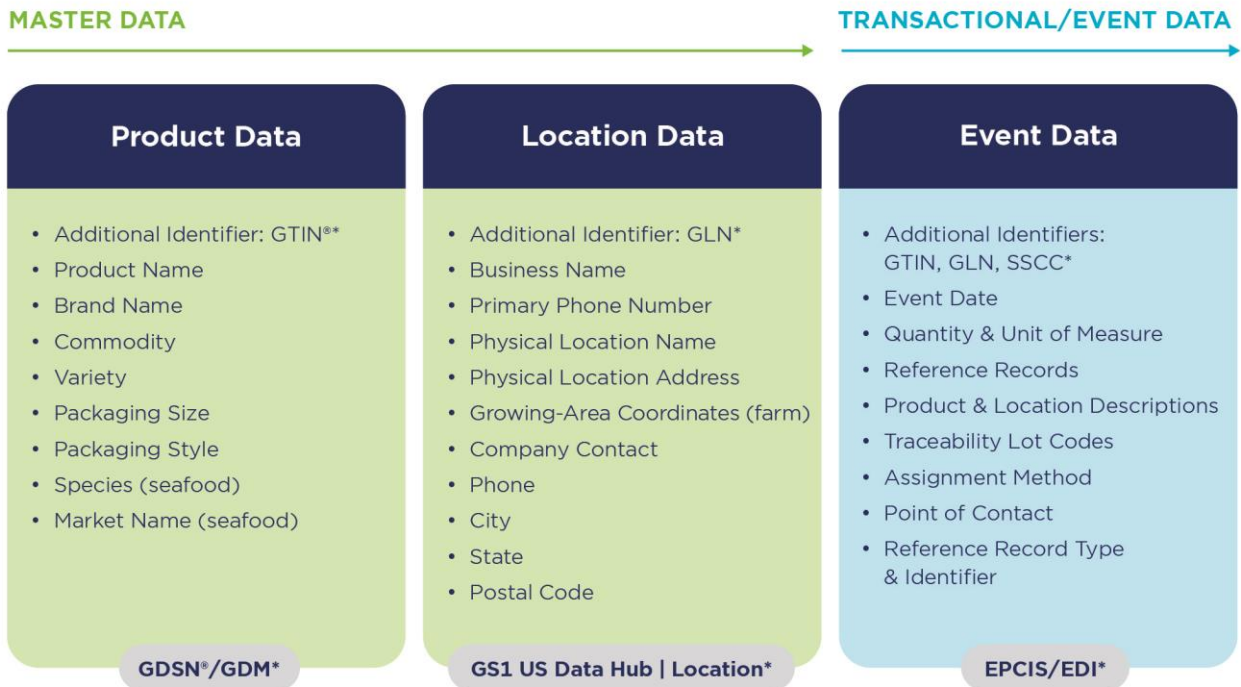 MASTER DATA
TRANSACTIONAL/EVENT DATA
Product Data
• Additional Identifier: GTIN®*
• Product Name
• Brand Name
• Commodity
• Variety
• Packaging Size
• Packaging Style
• Species (seafood)
• Market Name (seafood)
GDSN®/GDM*
Location Data
• Additional Identifier: GLN*
• Business Name
• Primary Phone Number
• Physical Location Name
• Physical Location Address
• Growing-Area Coordinates (farm)
• Company Contact
• Phone
• City
• State
• Postal Code
GS1 US Data Hub | Location*
Event Data
• Additional Identifiers:
GTIN, GLN, SSCC*
• Event Date
• Quantity & Unit of Measure
• Reference Records
• Product & Location Descriptions
• Traceability Lot Codes
• Assignment Method
• Point of Contact
• Reference Record Type
& Identifier
EPCIS/EDI*